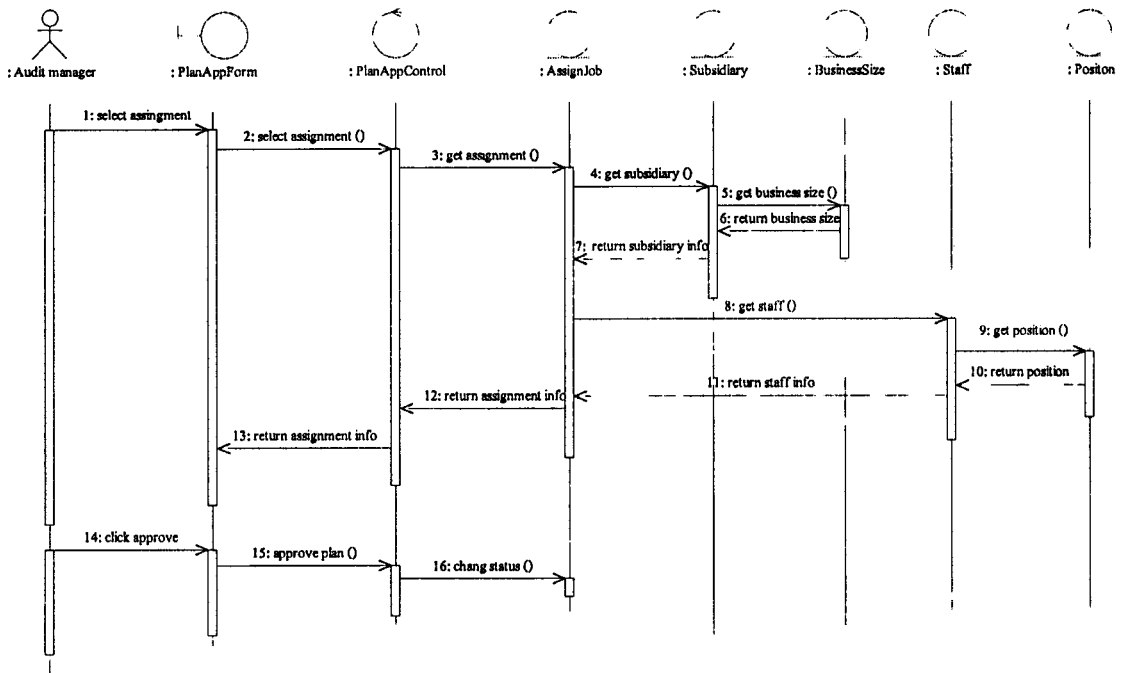 : Audit manager
: PlanAppForm
: PlanAppControl
: AssignJob
: Subsidiary
: BusinessSize
: Staff
: Positon
1: select assingment
2: select assignment ()
3: get assignment ()
4: get subsidiary ()
5: get business size ()
6: return business size
7: return subsidiary info
8: get staff ()
9: get position ()
10: return position
11: return staff info
12: return assignment info
13: return assignment info
14: click approve
15: approve plan ()
16: chang status ()